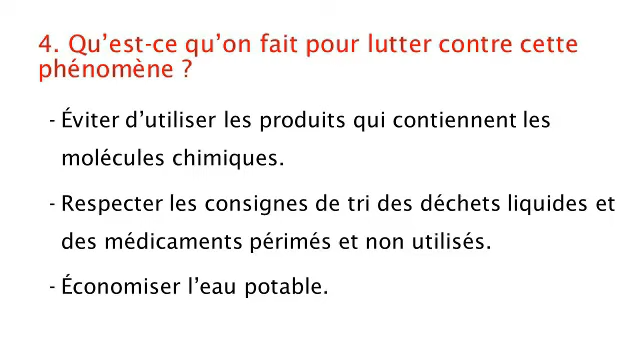 4. Qu’est-ce qu’on fait pour lutter contre cette
phénomène ?
- Éviter d’utiliser les produits qui contiennent les
molécules chimiques.
- Respecter les consignes de tri des déchets liquides et
des médicaments périmés et non utilisés.
- Économiser l’eau potable.